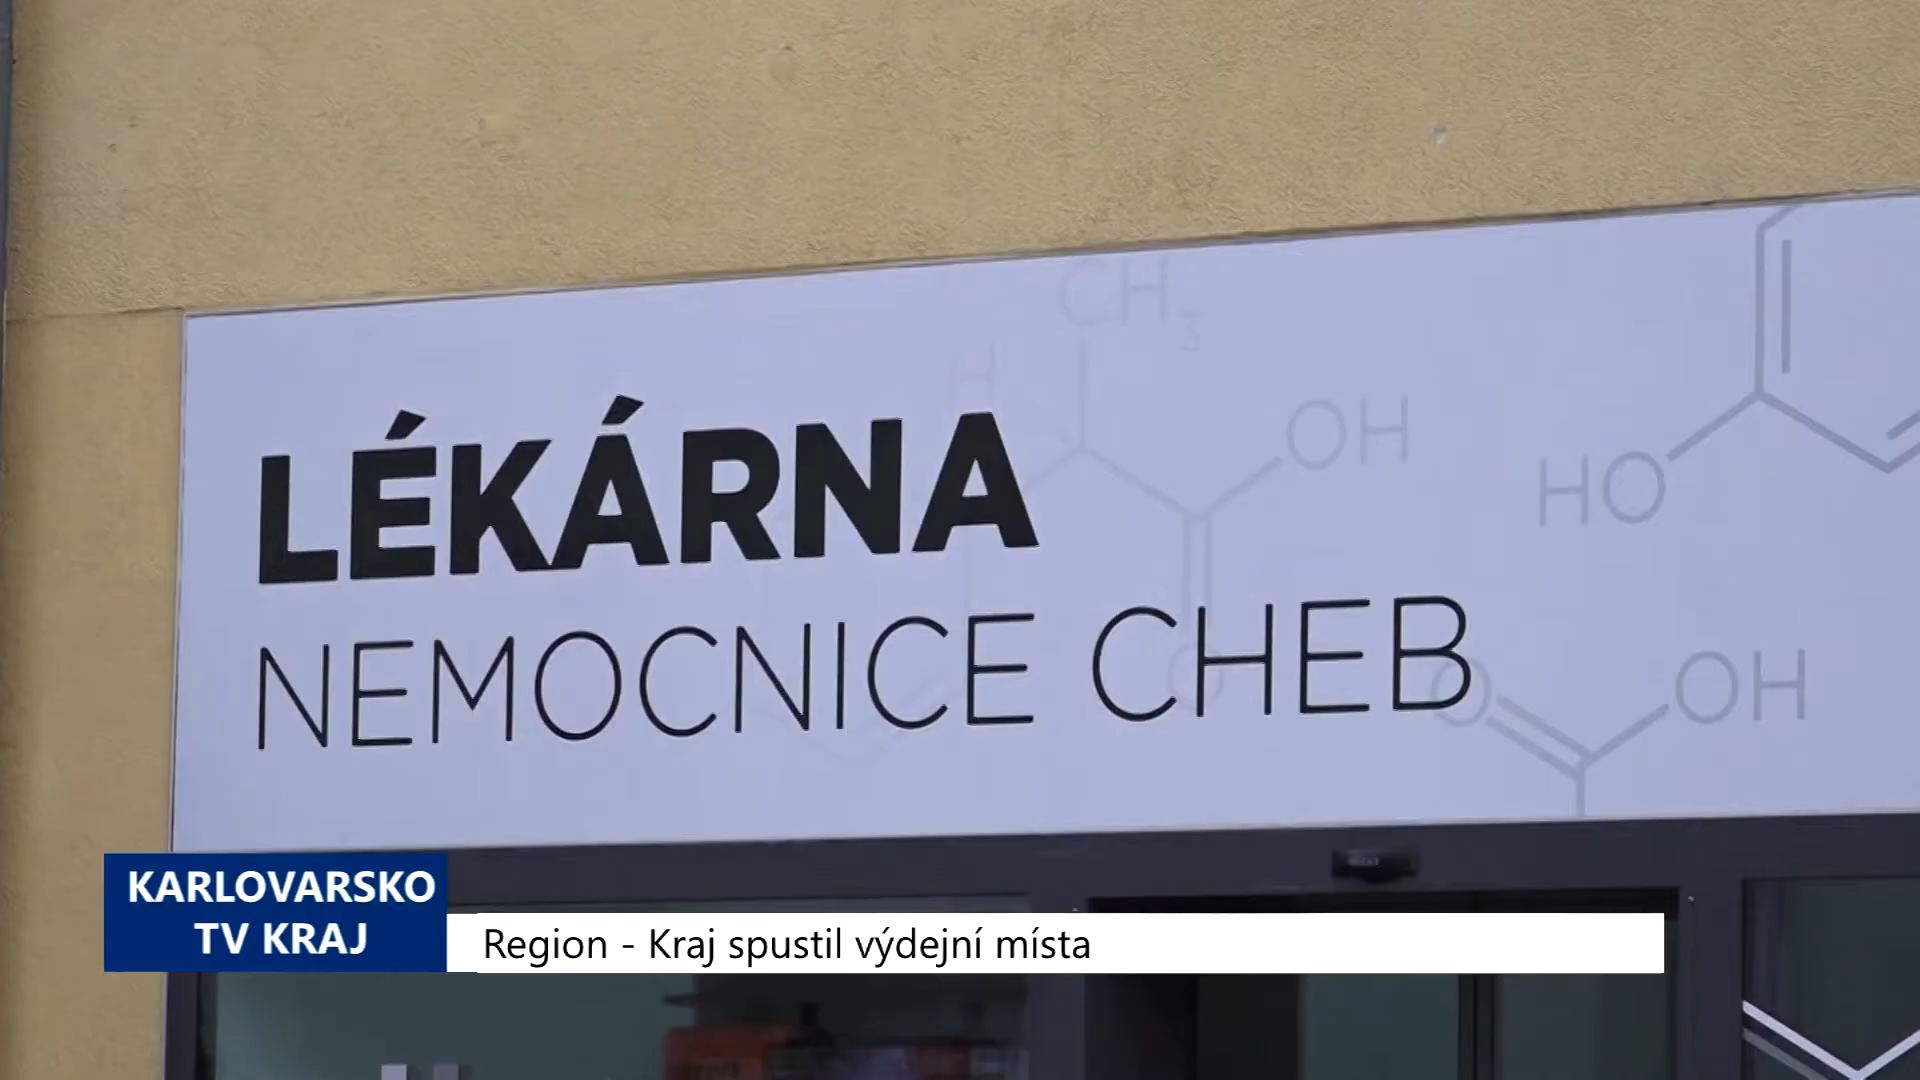 CH3
H
OH
HO
LÉKÁRNA
NEMOCNICE CHEB
O
O
OH
KARLOVARSKO
TV KRAJ
Region - Kraj spustil výdejní místa